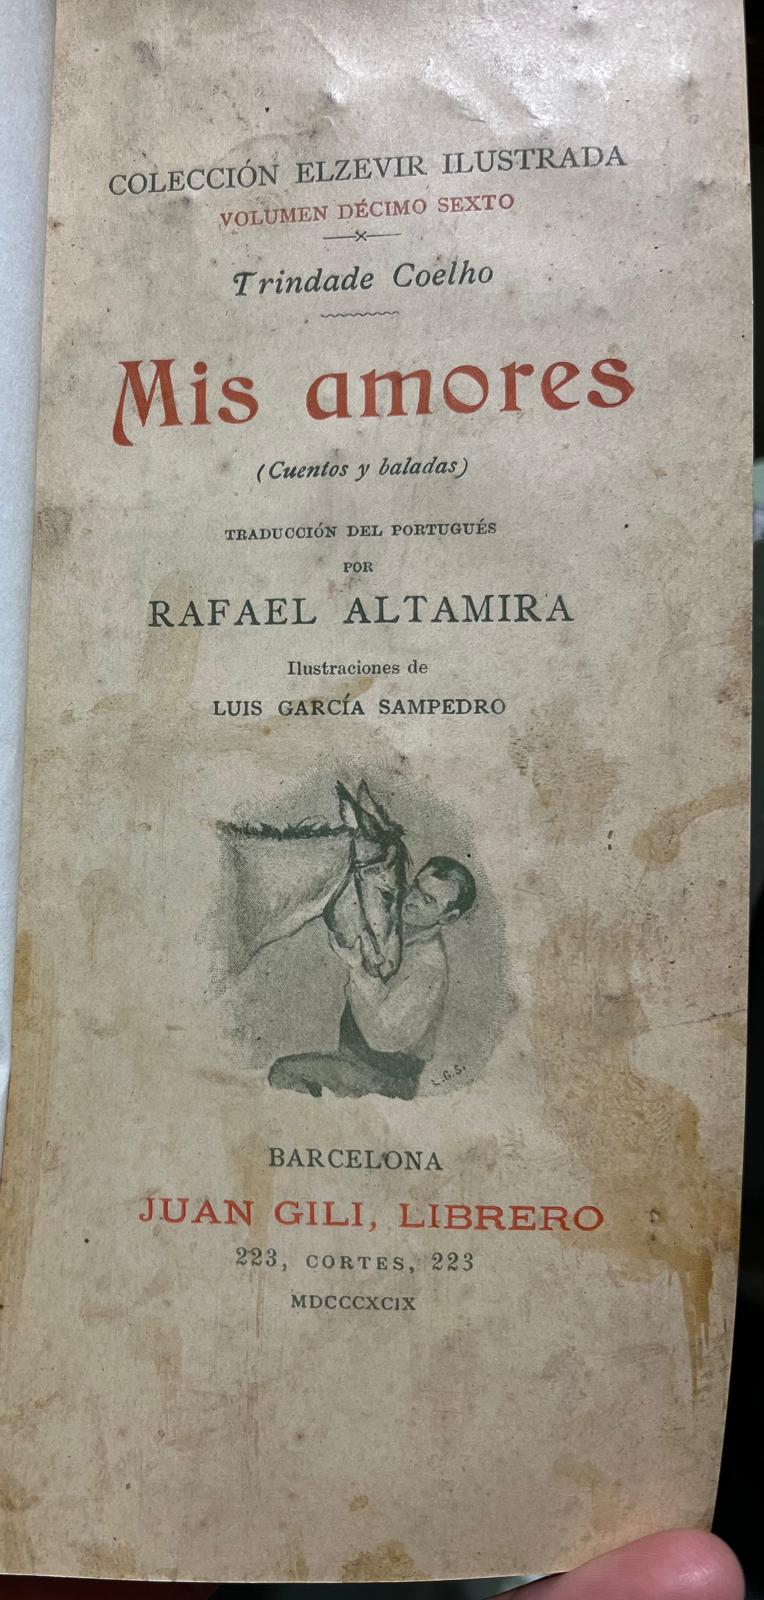 COLECCIÓN ELZEVIR ILUSTRADA
VOLUMEN DÉCIMO SEXTO
Trindade Coelho
Mis amores
(Cuentos y baladas)
TRADUCCIÓN DEL PORTUGUÉS
POR
RAFAEL ALTAMIRA
Ilustraciones de
LUIS GARCÍA SAMPEDRO
L.G.S.
BARCELONA
JUAN GILI, LIBRERO
223, CORTES, 223
MDCCCXCIX